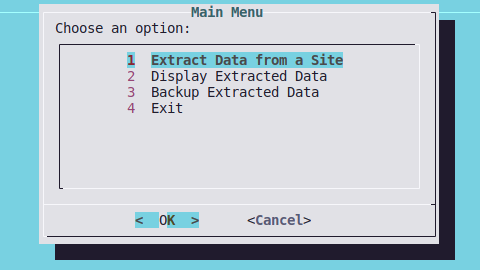 Main Menu
Choose an option:
1 Extract Data from a Site
2 Display Extracted Data
3 Backup Extracted Data
4 Exit
< OK > <Cancel>